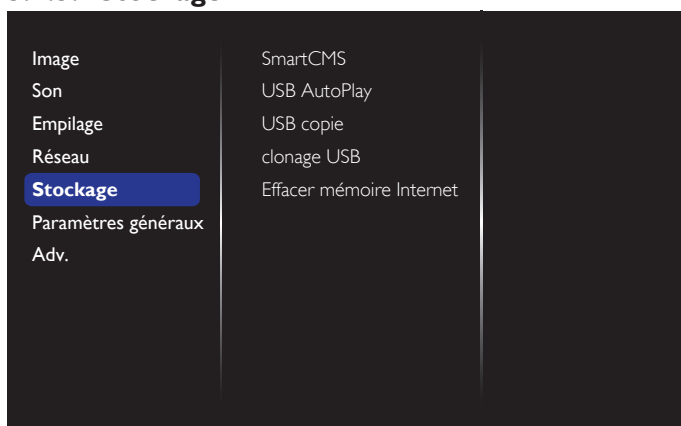 Image
Son
Empilage
Réseau
Stockage
Paramètres généraux
Adv.
SmartCMS
USB AutoPlay
USB copie
clonage USB
Effacer mémoire Internet